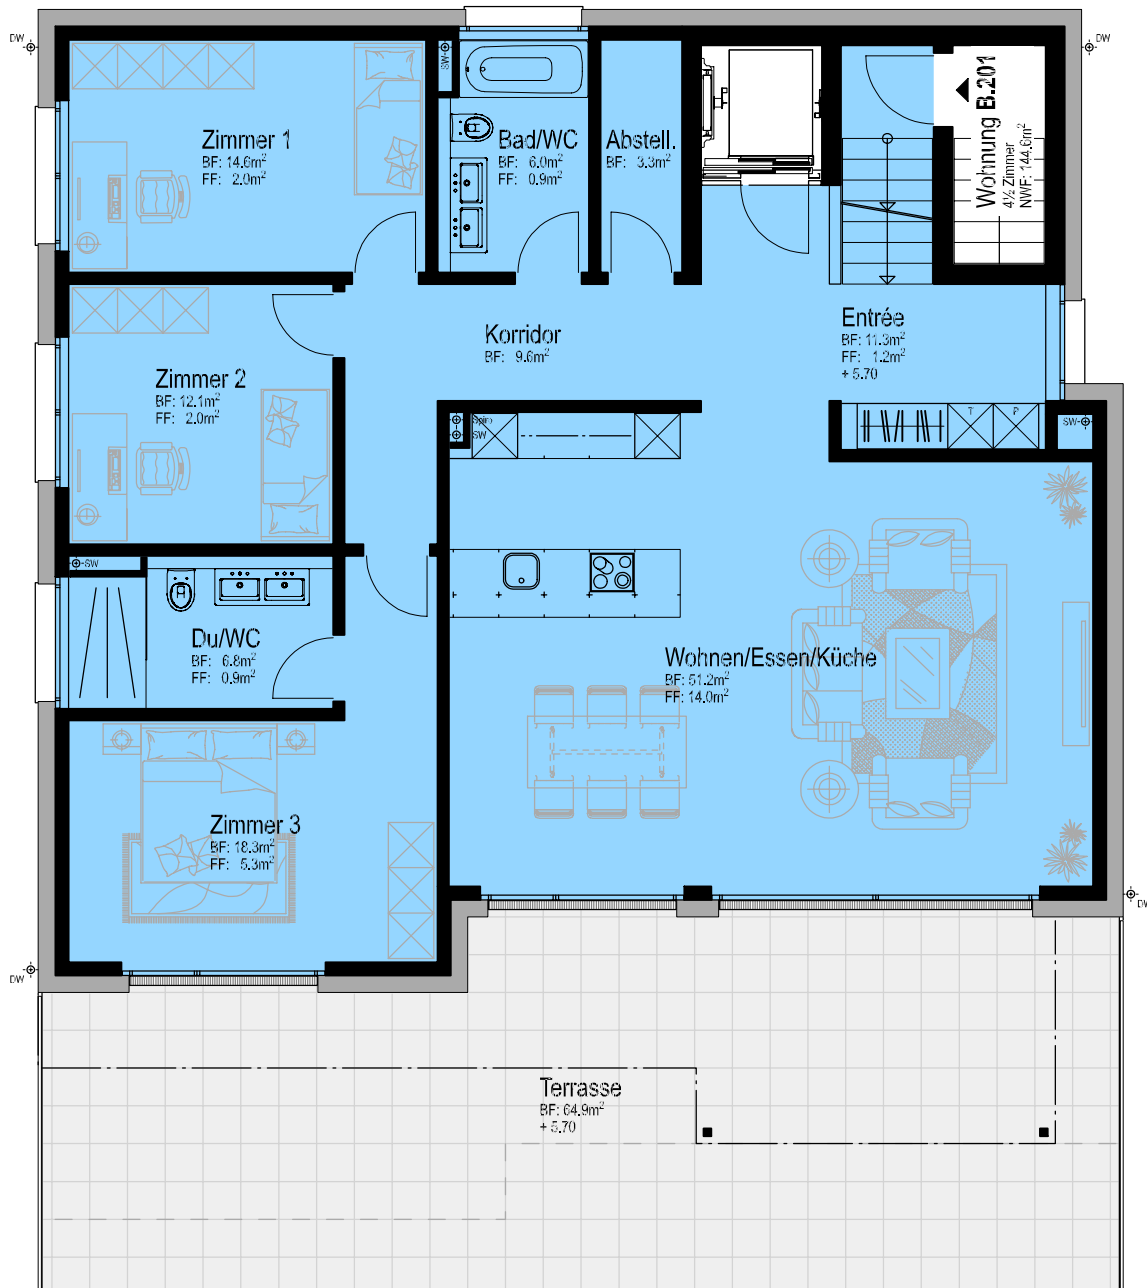 DW
DW
SW
Zimmer 1
BF: 14.6m²
FF: 2.0m²
Bad/WC
BF: 6.0m²
FF: 0.9m²
Abstell.
BF: 3.3m²
Wohnung B.201
4½ Zimmer
NWF: 144.6m²
Korridor
BF: 9.6m²
Entrée
BF: 11.3m²
FF: 1.2m²
+ 5.70
Zimmer 2
BF: 12.1m²
FF: 2.0m²
Spiro
SW
T
P
SW
SW
Du/WC
BF: 6.8m²
FF: 0.9m²
Wohnen/Essen/Küche
BF: 51.2m²
FF: 14.0m²
Zimmer 3
BF: 18.3m²
FF: 5.3m²
DW
DW
Terrasse
BF: 64.9m²
+ 5.70